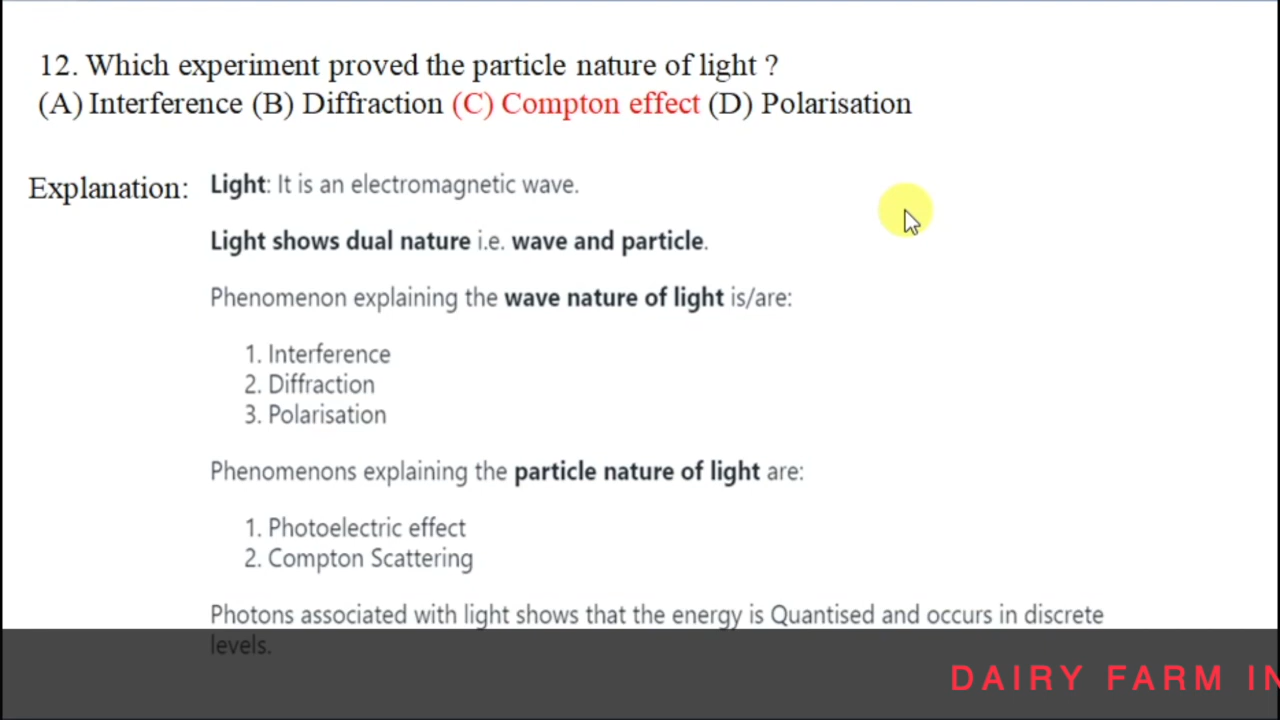 12. Which experiment proved the particle nature of light ?
(A) Interference (B) Diffraction (C) Compton effect (D) Polarisation
Explanation: Light: It is an electromagnetic wave.
Light shows dual nature i.e. wave and particle.
Phenomenon explaining the wave nature of light is/are:
1. Interference
2. Diffraction
3. Polarisation
Phenomenons explaining the particle nature of light are:
1. Photoelectric effect
2. Compton Scattering
Photons associated with light shows that the energy is Quantised and occurs in discrete
levels.
DAIRY FARM IN